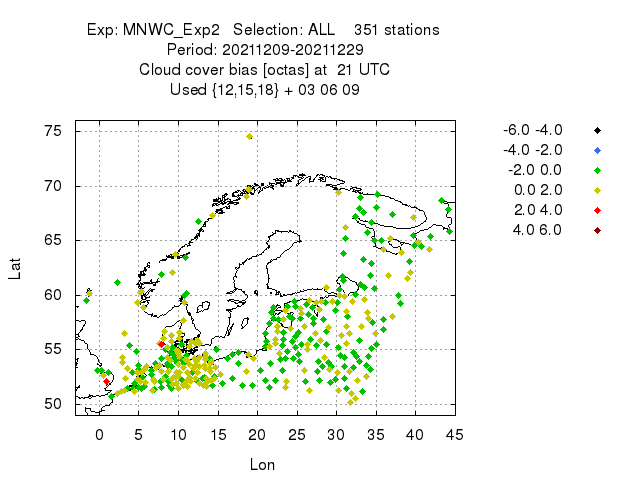 Exp: MNWC_Exp2 Selection: ALL 351 stations
Period: 20211209-20211229
Cloud cover bias [octas] at 21 UTC
Used {12,15,18} + 03 06 09
-6.0 -4.0
-4.0 -2.0
-2.0 0.0
0.0 2.0
2.0 4.0
4.0 6.0
75
70
65
60
55
50
Lat
0 5 10 15 20 25 30 35 40 45
Lon